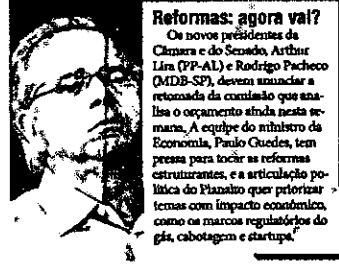 Reformas: agora vai?
Os novos presidentes da
Câmara e do Senado, Arthur
Lira (PP-AL) e Rodrigo Pacheco
(MDB-SP), devem anunciar a
retomada da comissão que ana-
lisa o orçamento ainda nesta se-
mana. A equipe do ministro da
Economia, Paulo Guedes, tem
pressa para tocar as reformas
estruturantes, e a articulação po-
lítica do Planalto quer priorizar
temas com impacto econômico,
como os marcos regulatórios do
gás, cabotagem e startups.